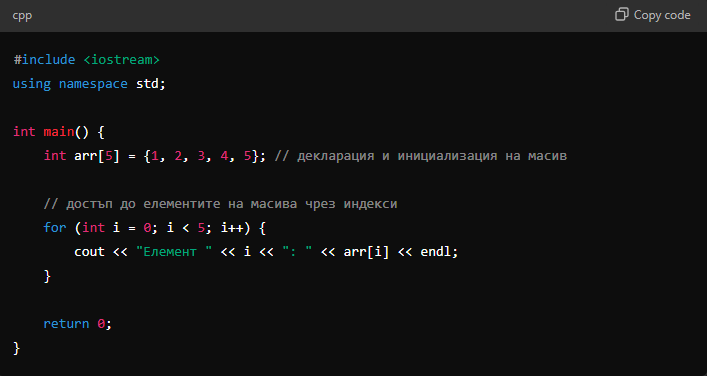 cpp
Copy code
#include <iostream>
using namespace std;
int main() {
    int arr[5] = {1, 2, 3, 4, 5}; // декларация и инициализация на масив
    // достъп до елементите на масива чрез индекси
    for (int i = 0; i < 5; i++) {
        cout << "Елемент " << i << ": " << arr[i] << endl;
    }
    return 0;
}